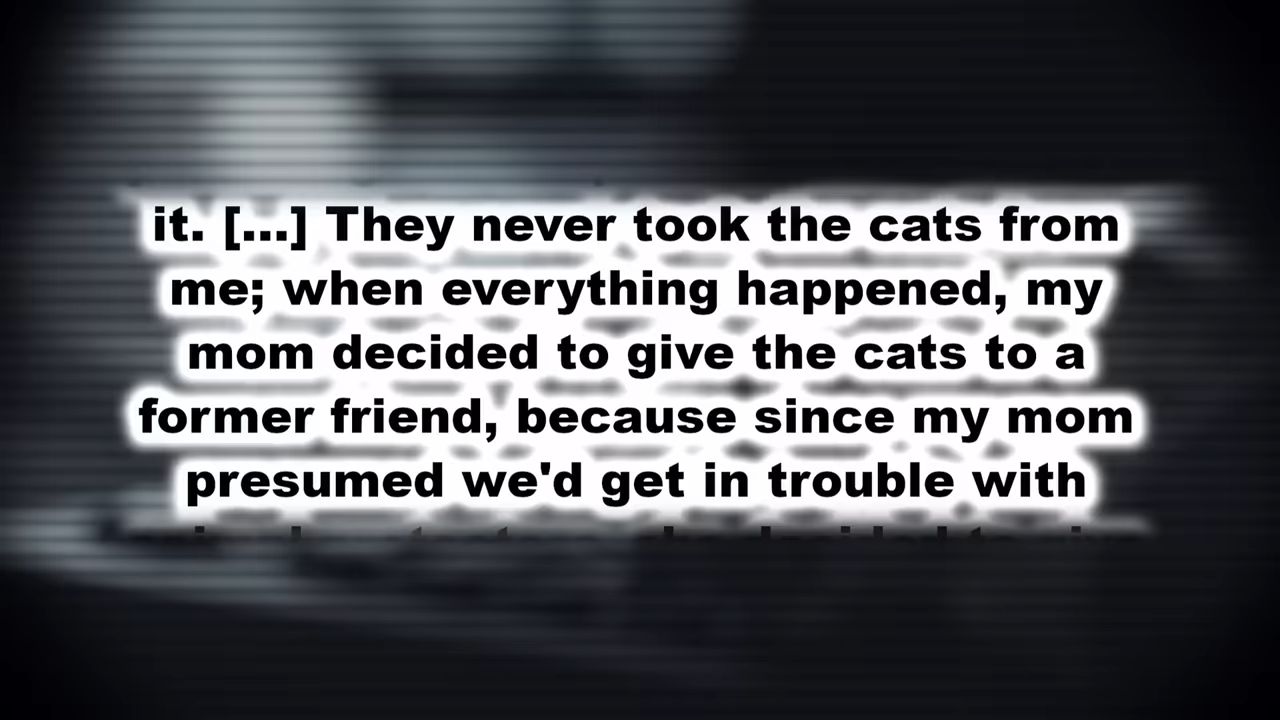 it. [...] They never took the cats from
me; when everything happened, my
mom decided to give the cats to a
former friend, because since my mom
presumed we'd get in trouble with